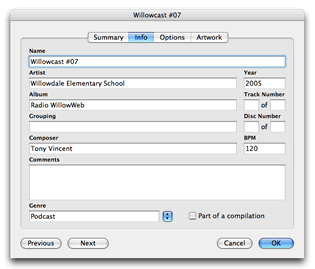 Willowcast #07
Summary Info Options Artwork
Name
Willowcast #07
Artist Year
Willowdale Elementary School 2005
Album Track Number
Radio WillowWeb of
Grouping Disc Number
of
Composer BPM
Tony Vincent 120
Comments
Genre
Podcast Part of a compilation
Previous Next Cancel OK